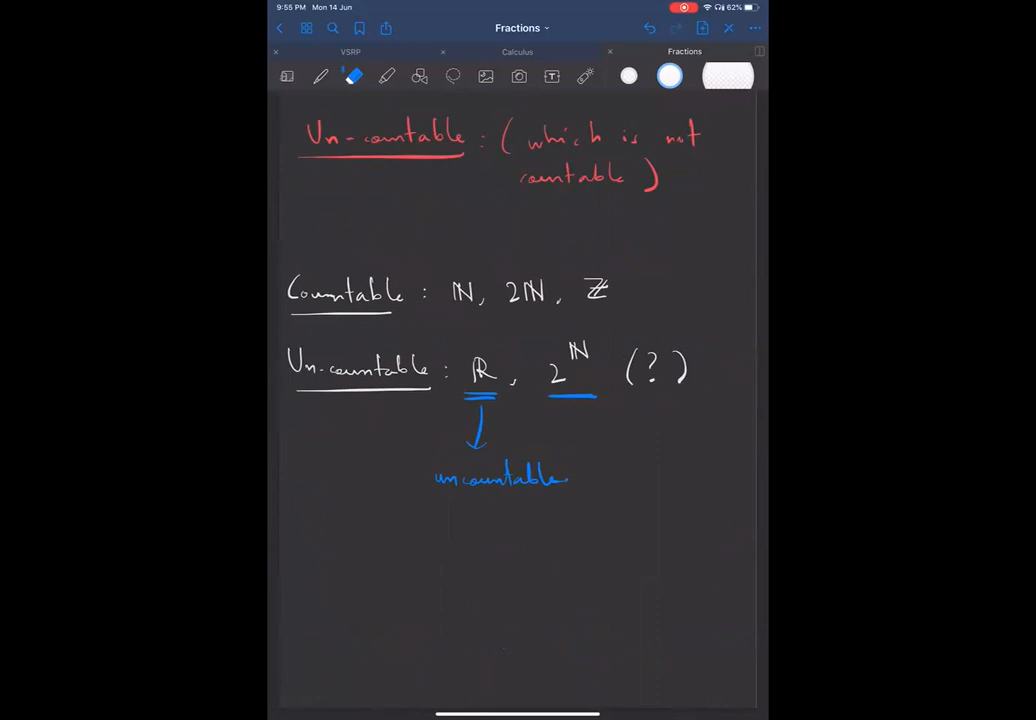 9:55 PM Mon 14 Jun
62%
Fractions
VSRP
Calculus
Fractions
Un-countable : ( which is not
countable )
Countable : ℕ, 2ℕ, ℤ
Un-countable : ℝ, 2^ℕ (?)
uncountable.